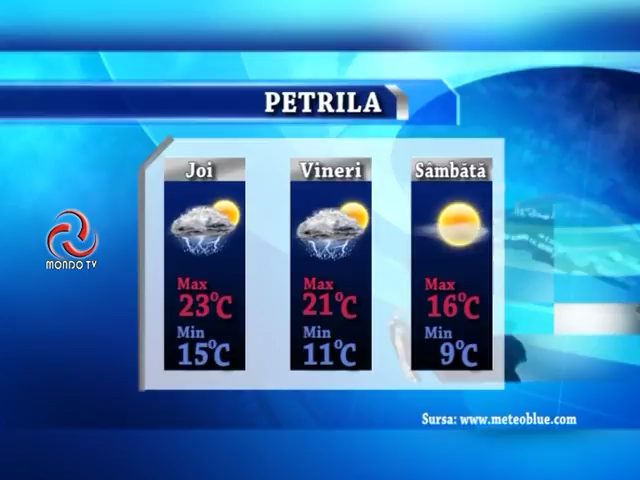 PETRILA
Joi
Max
23°C
Min
15°C
Vineri
Max
21°C
Min
11°C
Sâmbătă
Max
16°C
Min
9°C
MONDO TV
Sursa: www.meteoblue.com